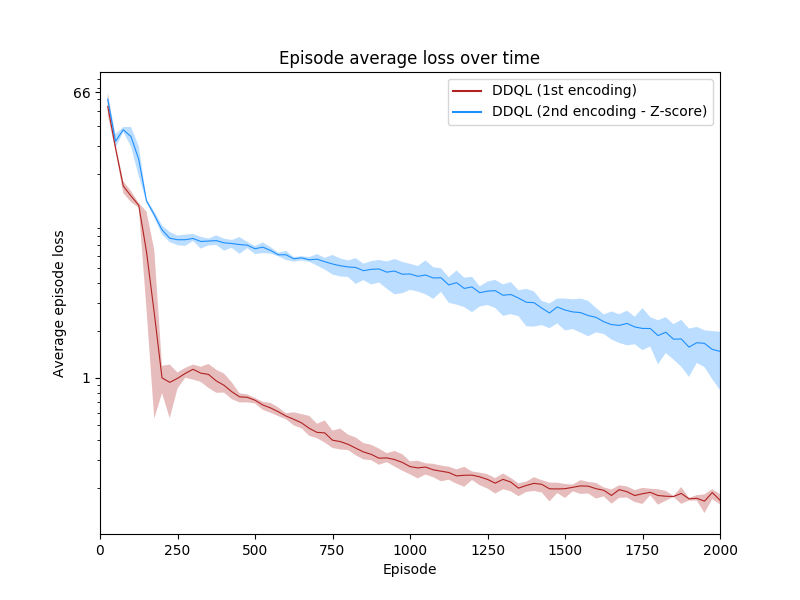 Episode average loss over time
DDQL (1st encoding)
DDQL (2nd encoding - Z-score)
66
1
Average episode loss
0 250 500 750 1000 1250 1500 1750 2000
Episode